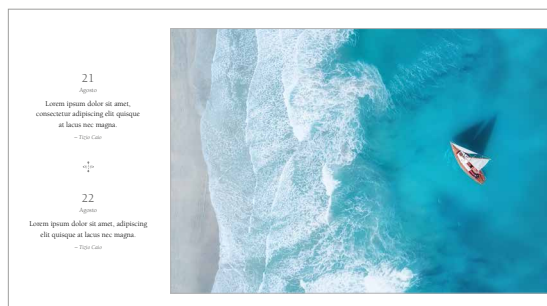 21
Agosto
Lorem ipsum dolor sit amet,
consectetur adipiscing elit quisque
at lacus nec magna.
– Tizio Caio
22
Agosto
Lorem ipsum dolor sit amet, adipiscing
elit quisque at lacus nec magna.
– Tizio Caio